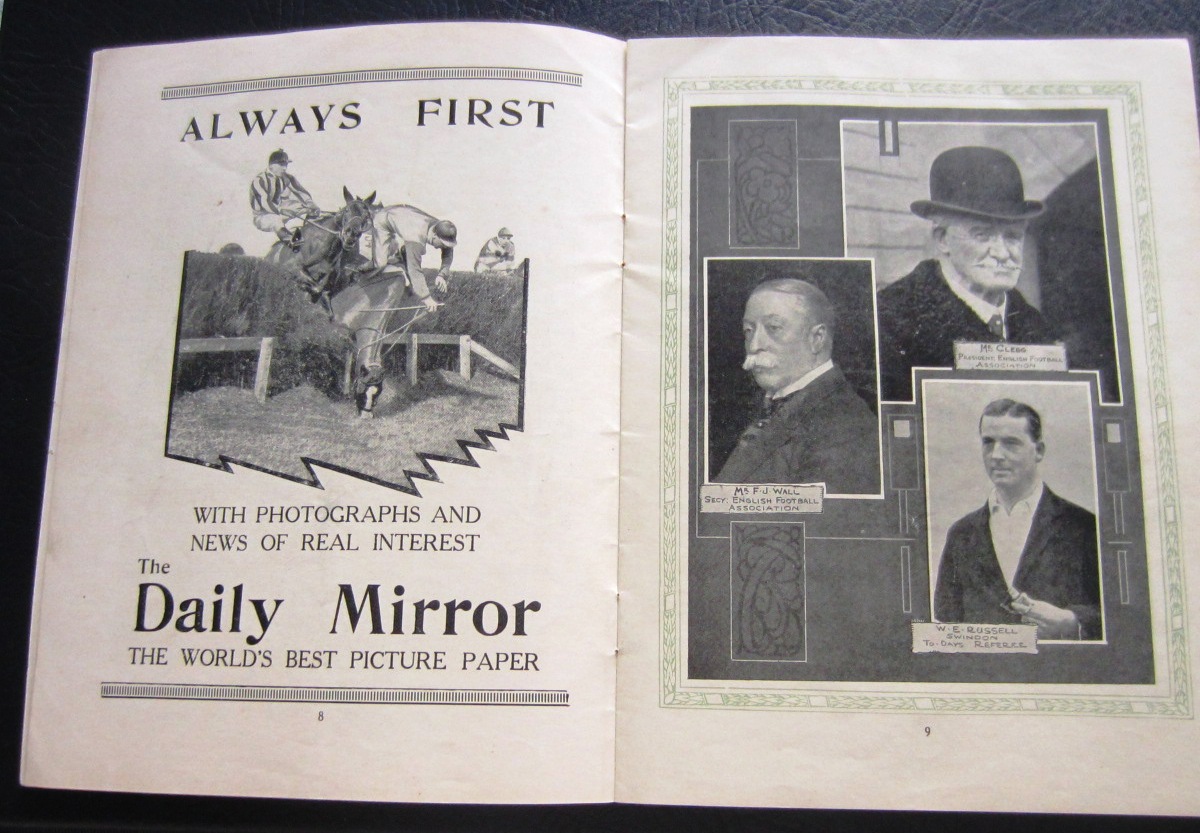 ALWAYS FIRST
WITH PHOTOGRAPHS AND
NEWS OF REAL INTEREST
The
Daily Mirror
THE WORLD'S BEST PICTURE PAPER
8
Mr CLEGG
PRESIDENT: ENGLISH FOOTBALL
ASSOCIATION
Mr F. J. WALL
SECY: ENGLISH FOOTBALL
ASSOCIATION
W. E. RUSSELL
SWINDON
TO-DAYS REFEREE
9